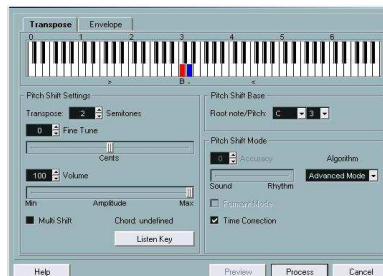 Transpose Envelope
0 1 2 3 4 5 6 7 8
> B - <
Pitch Shift Settings
Transpose: 2 Semitones
0 Fine Tune
Cents
100 Volume
Min Amplitude Max
Multi Shift Chord: undefined
Listen Key
Pitch Shift Base
Root note/Pitch: C 3
Pitch Shift Mode
0 Accuracy Algorithm
Advanced Mode
Sound Rhythm
Formant Mode
Time Correction
Help Preview Process Cancel